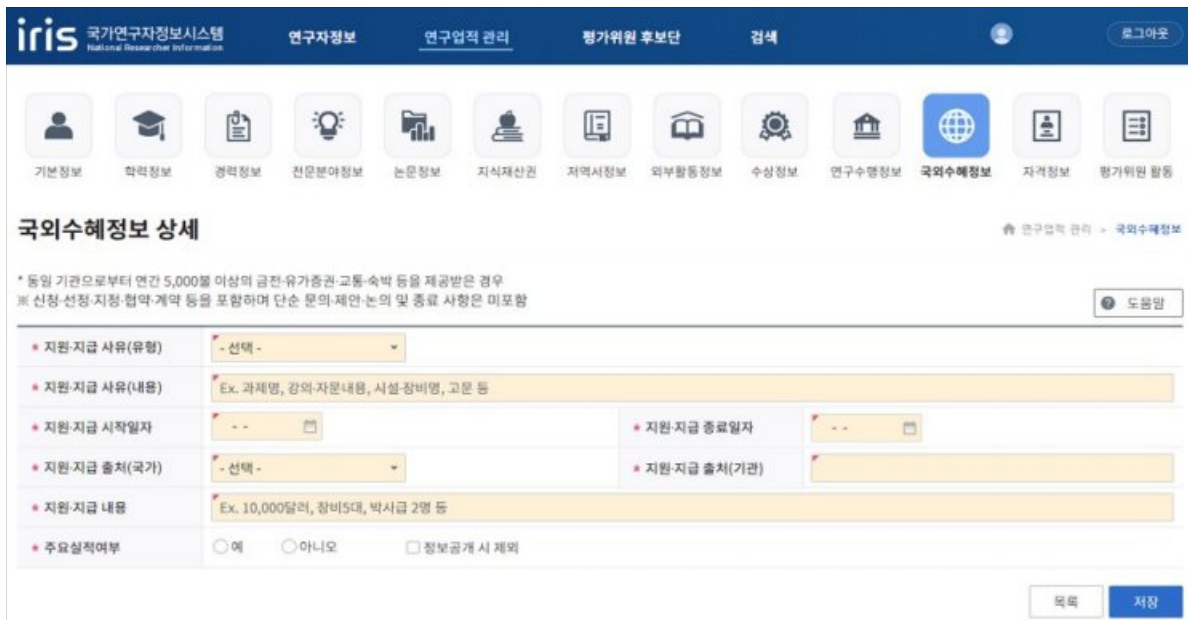 iris 국가연구자정보시스템
National Researcher Information
연구자정보
연구업적 관리
평가위원 후보단
검색
로그아웃
기본정보
학력정보
경력정보
전문분야정보
논문정보
지식재산권
저역서정보
외부활동정보
수상정보
연구수행정보
국외수혜정보
자격정보
평가위원 활동
국외수혜정보 상세
연구업적 관리 > 국외수혜정보
* 동일 기관으로부터 연간 5,000불 이상의 금전·유가증권·교통·숙박 등을 제공받은 경우
※ 신청·선정·지정·협약·계약 등을 포함하며 단순 문의·제안·논의 및 종료 사항은 미포함
도움말
* 지원·지급 사유(유형)
- 선택 -
* 지원·지급 사유(내용)
Ex. 과제명, 강의·자문내용, 시설·장비명, 고문 등
* 지원·지급 시작일자
- -
* 지원·지급 종료일자
- -
* 지원·지급 출처(국가)
- 선택 -
* 지원·지급 출처(기관)
* 지원·지급 내용
Ex. 10,000달러, 장비5대, 박사급 2명 등
* 주요실적여부
예
아니오
정보공개 시 제외
목록
저장